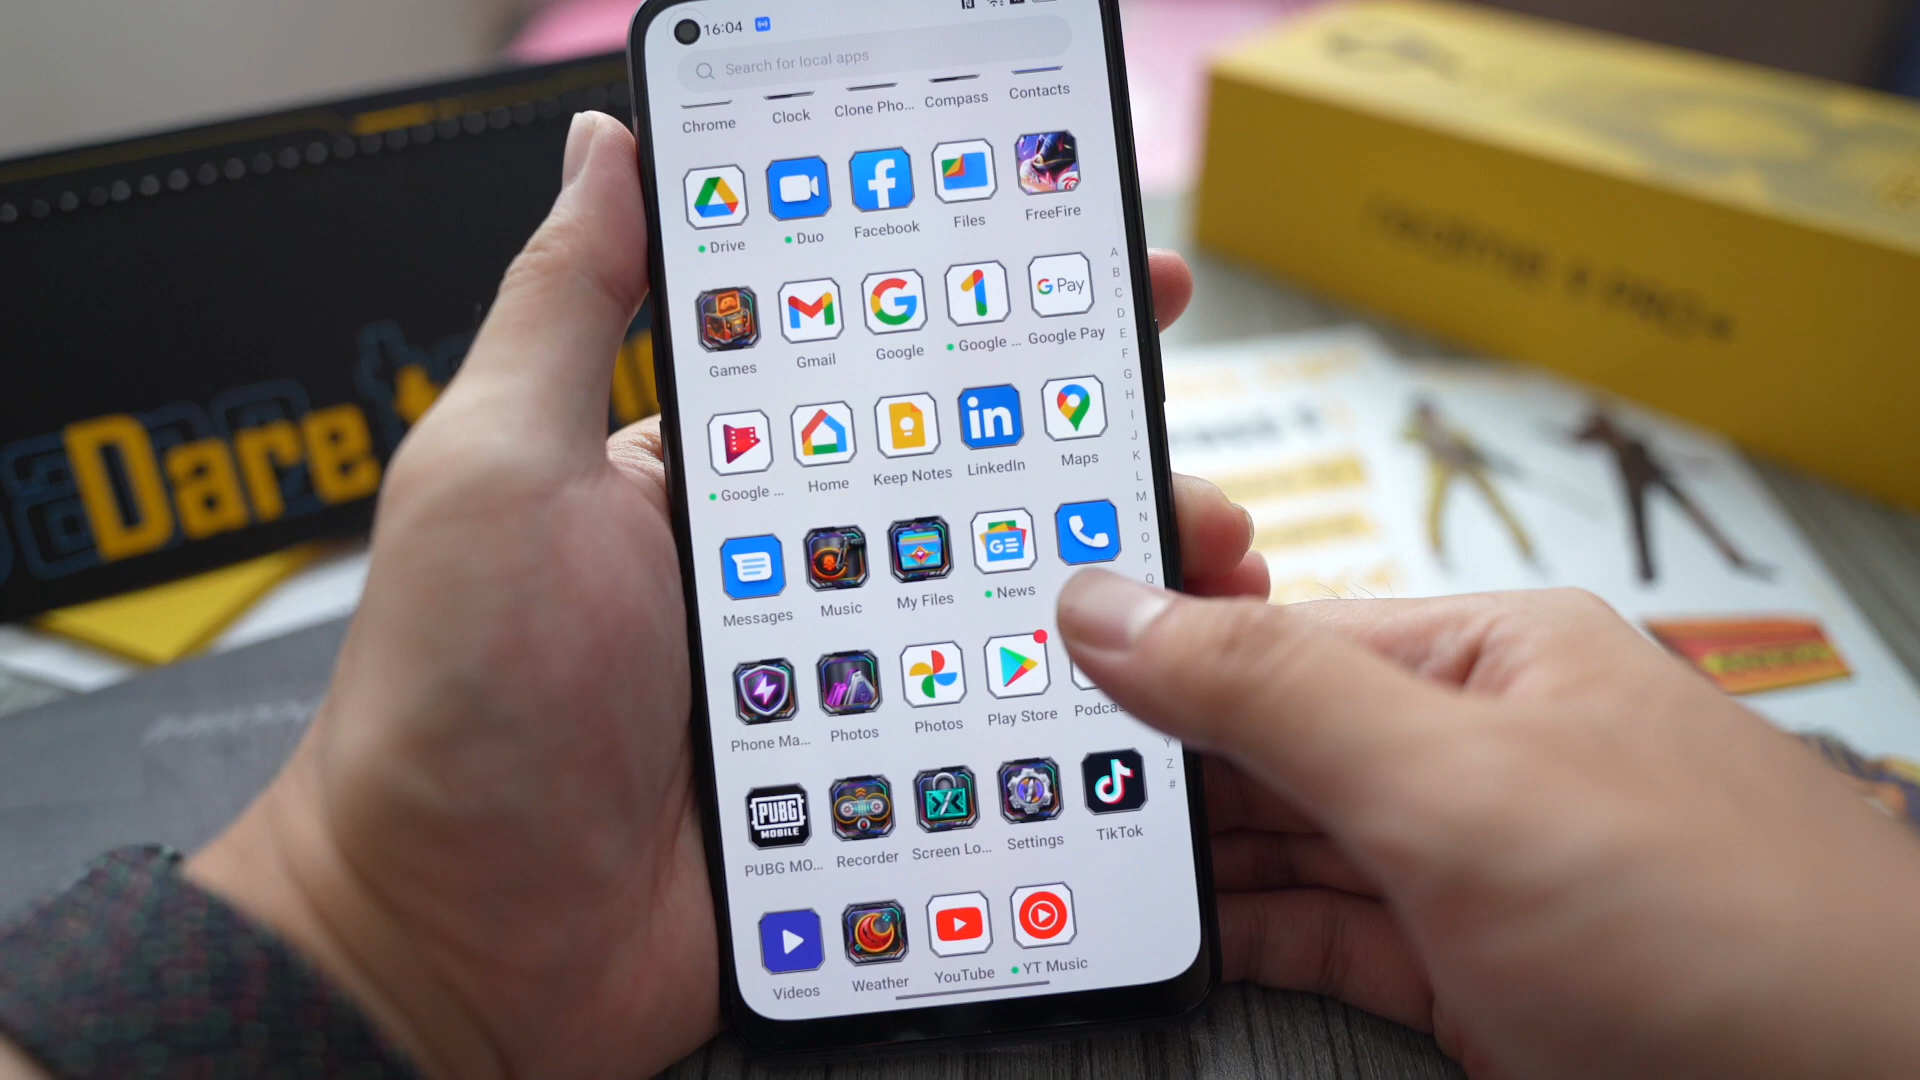 16:04
Search for local apps
Chrome
Clock
Clone Pho...
Compass
Contacts
Drive
Duo
Facebook
Files
FreeFire
G Pay
Games
Gmail
Google
Google ...
Google Pay
in
Google ...
Home
Keep Notes
LinkedIn
Maps
GE
Messages
Music
My Files
News
Phone Ma...
Photos
Photos
Play Store
PUBG
MOBILE
PUBG MO...
Recorder
Screen Lo...
Settings
TikTok
Videos
Weather
YouTube
YT Music
A
B
C
D
E
F
G
H
I
J
K
L
M
N
O
P
Q
Y
Z
#
Dare
realme 9 PRO+